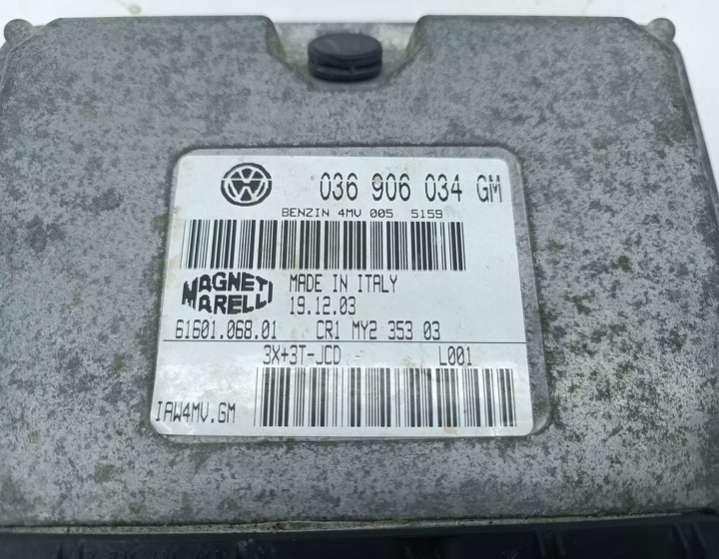 036 906 034 GM
BENZIN 4MV 005 5159
MAGNETI MARELLI
MADE IN ITALY
19.12.03
61601.068.01 CR1 MY2 353 03
3X+3T-JCD - L001
IAW4MV.GM